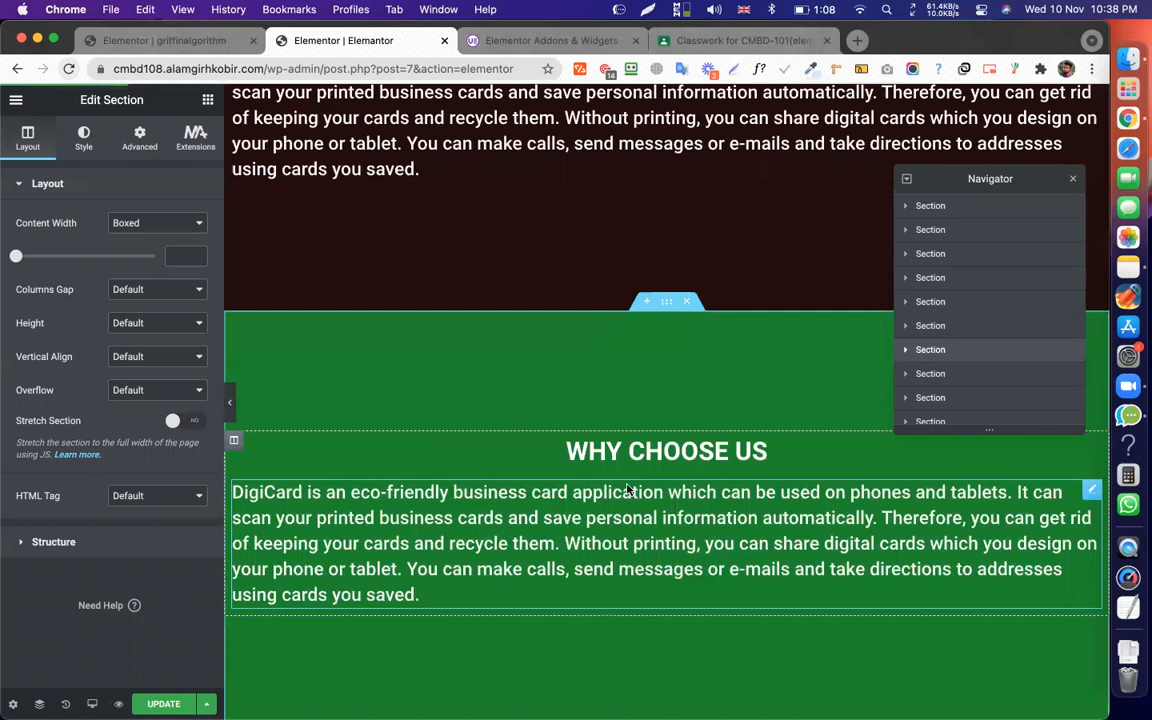 Chrome File Edit View History Bookmarks Profiles Tab Window Help
61.4KB/s
10.0KB/s
1:08
Wed 10 Nov 10:38 PM
Elementor | griffinalgorithm
Elementor | Elemantor
Elementor Addons & Widgets
Classwork for CMBD-101(elem
cmbd108.alamgirhkobir.com/wp-admin/post.php?post=7&action=elementor
14
2
Edit Section
Layout
Style
Advanced
Extensions
Layout
Content Width
Boxed
Columns Gap
Default
Height
Default
Vertical Align
Default
Overflow
Default
Stretch Section
NO
Stretch the section to the full width of the page
using JS. Learn more.
HTML Tag
Default
Structure
Need Help
UPDATE
scan your printed business cards and save personal information automatically. Therefore, you can get rid
of keeping your cards and recycle them. Without printing, you can share digital cards which you design on
your phone or tablet. You can make calls, send messages or e-mails and take directions to addresses
using cards you saved.
Navigator
Section
Section
Section
Section
Section
Section
Section
Section
Section
Section
WHY CHOOSE US
DigiCard is an eco-friendly business card application which can be used on phones and tablets. It can
scan your printed business cards and save personal information automatically. Therefore, you can get rid
of keeping your cards and recycle them. Without printing, you can share digital cards which you design on
your phone or tablet. You can make calls, send messages or e-mails and take directions to addresses
using cards you saved.